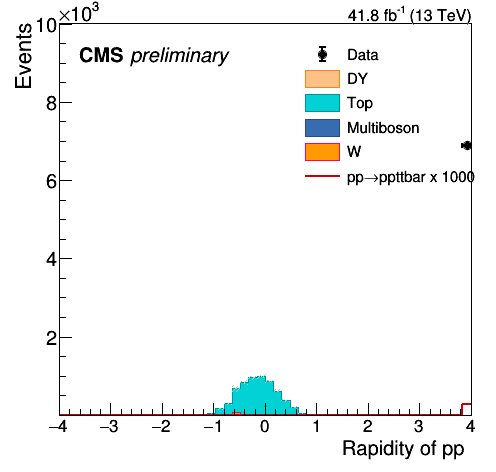 ×10³
41.8 fb⁻¹ (13 TeV)
Events
CMS preliminary
Data
DY
Top
Multiboson
W
pp→ppttbar x 1000
10
8
6
4
2
−4 −3 −2 −1 0 1 2 3 4
Rapidity of pp